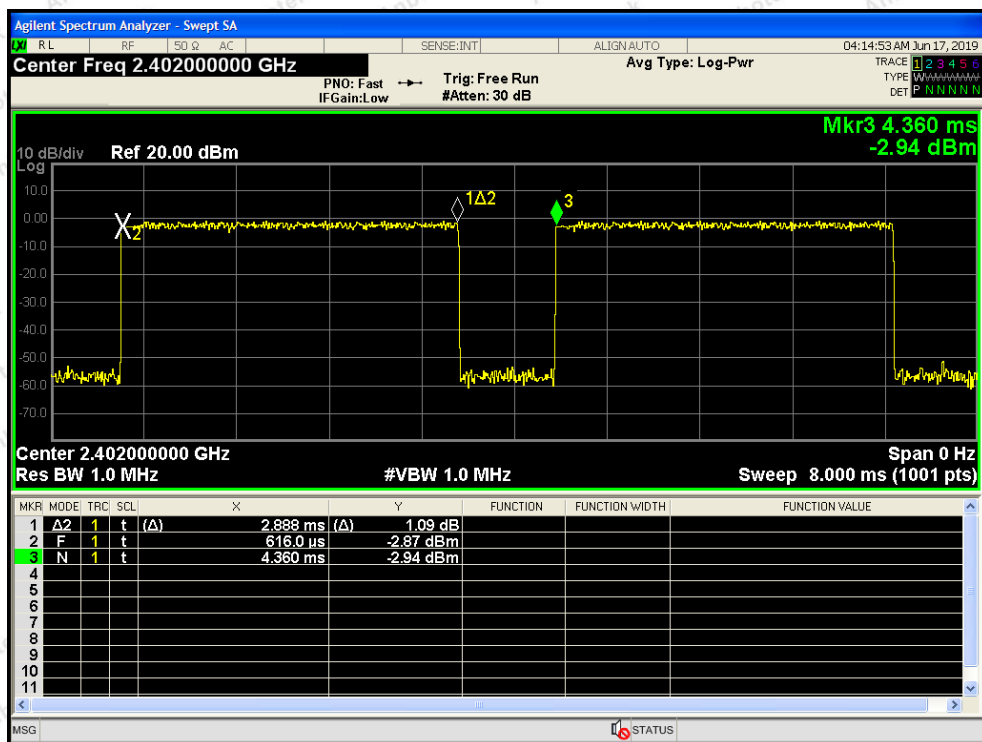 Agilent Spectrum Analyzer - Swept SA
LXI RL RF 50 Ω AC SENSE:INT ALIGNAUTO 04:14:53 AM Jun 17, 2019
Center Freq 2.402000000 GHz Avg Type: Log-Pwr TRACE 1 2 3 4 5 6
PNO: Fast Trig: Free Run TYPE WWWWWW
IFGain:Low #Atten: 30 dB DET P N N N N N
Mkr3 4.360 ms
10 dB/div Ref 20.00 dBm -2.94 dBm
Log
10.0
1Δ2 3
0.00
2
-10.0
-20.0
-30.0
-40.0
-50.0
-60.0
-70.0
Center 2.402000000 GHz Span 0 Hz
Res BW 1.0 MHz #VBW 1.0 MHz Sweep 8.000 ms (1001 pts)
MKR MODE TRC SCL X Y FUNCTION FUNCTION WIDTH FUNCTION VALUE
1 Δ2 1 t (Δ) 2.888 ms (Δ) 1.09 dB
2 F 1 t 616.0 µs -2.87 dBm
3 N 1 t 4.360 ms -2.94 dBm
4
5
6
7
8
9
10
11
MSG STATUS